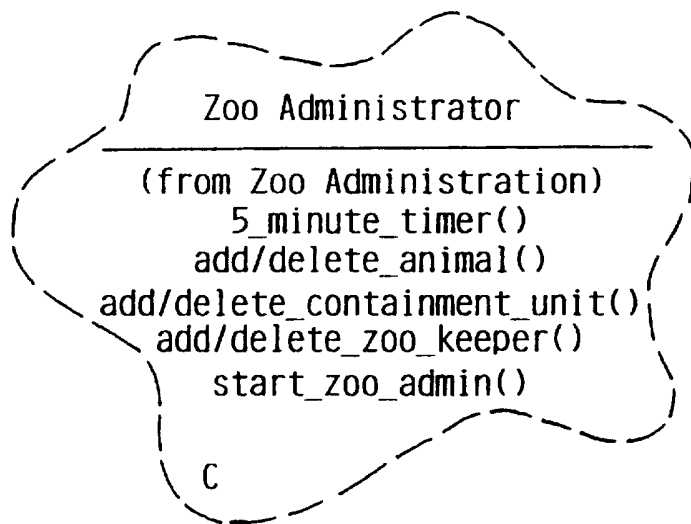 Zoo Administrator
(from Zoo Administration)
5_minute_timer()
add/delete_animal()
add/delete_containment_unit()
add/delete_zoo_keeper()
start_zoo_admin()
C